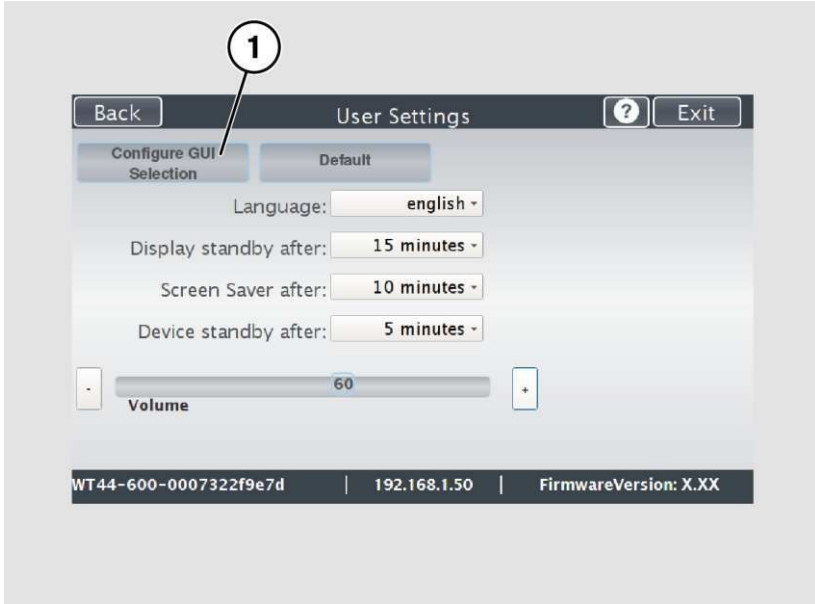 1
Back User Settings ? Exit
Configure GUI Default
Selection
Language: english
Display standby after: 15 minutes
Screen Saver after: 10 minutes
Device standby after: 5 minutes
- 60 +
Volume
WT44-600-0007322f9e7d | 192.168.1.50 | FirmwareVersion: X.XX